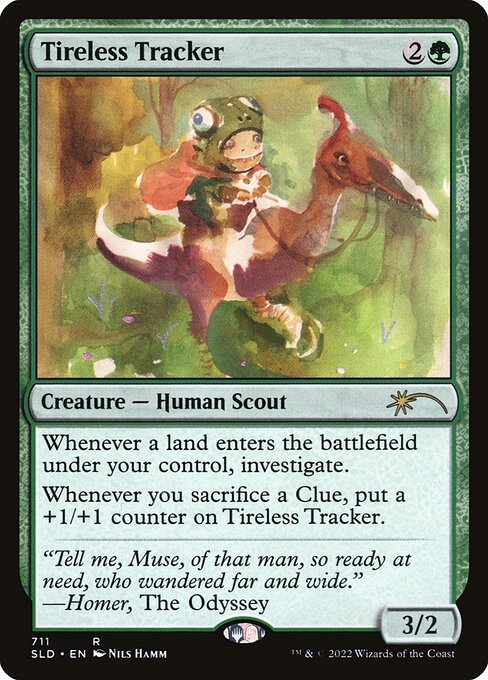 Tireless Tracker 2
Creature — Human Scout
Whenever a land enters the battlefield
under your control, investigate.
Whenever you sacrifice a Clue, put a
+1/+1 counter on Tireless Tracker.
“Tell me, Muse, of that man, so ready at
need, who wandered far and wide.”
—Homer, The Odyssey
3/2
711 R
SLD • EN Nils Hamm
™ & © 2022 Wizards of the Coast